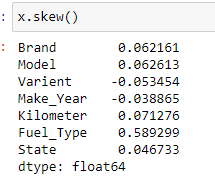 : x.skew()
: Brand 0.062161
Model 0.062613
Varient -0.053454
Make_Year -0.038865
Kilometer 0.071276
Fuel_Type 0.589299
State 0.046733
dtype: float64